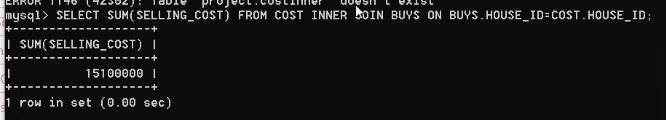 ERROR 1146 (42S02): Table 'project.costinner' doesn't exist
mysql> SELECT SUM(SELLING_COST) FROM COST INNER JOIN BUYS ON BUYS.HOUSE_ID=COST.HOUSE_ID;
+-------------------+
| SUM(SELLING_COST) |
+-------------------+
|          15100000 |
+-------------------+
1 row in set (0.00 sec)